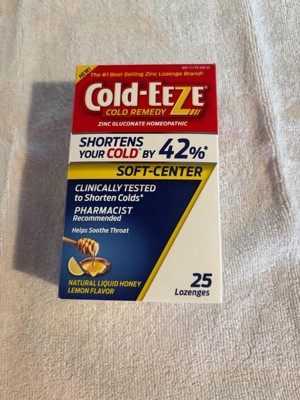 NEW!
The #1 Best Selling Zinc Lozenge Brand!
COLD-EEZE®
COLD REMEDY
ZINC GLUCONATE HOMEOPATHIC
SHORTENS
YOUR COLD* BY 42%*
SOFT-CENTER
CLINICALLY TESTED
to Shorten Colds*
PHARMACIST
Recommended
Helps Soothe Throat
NATURAL LIQUID HONEY
LEMON FLAVOR
25
Lozenges